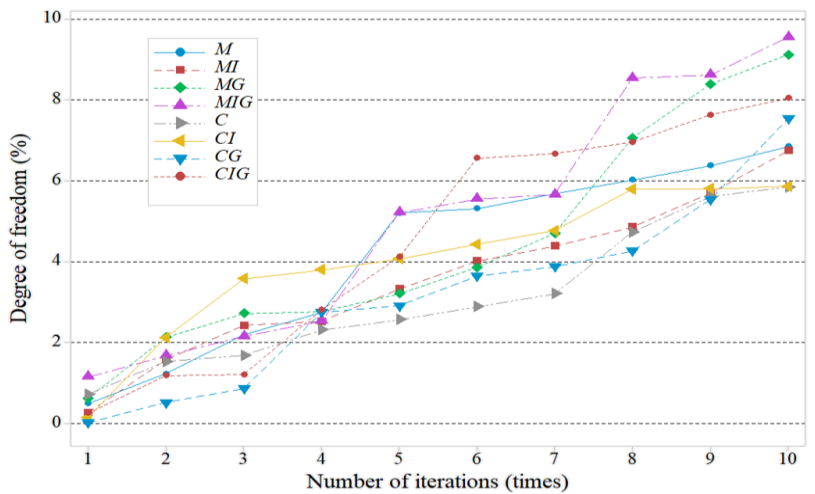 10
8
6
4
2
0
Degree of freedom (%)
M
MI
MG
MIG
C
CI
CG
CIG
1 2 3 4 5 6 7 8 9 10
Number of iterations (times)